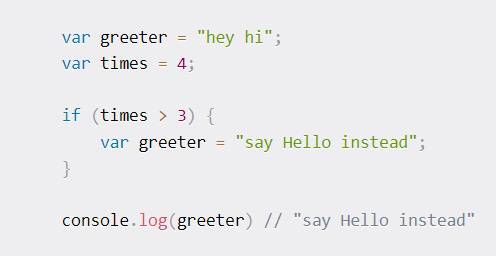 var greeter = "hey hi";
var times = 4;
if (times > 3) {
var greeter = "say Hello instead";
}
console.log(greeter) // "say Hello instead"